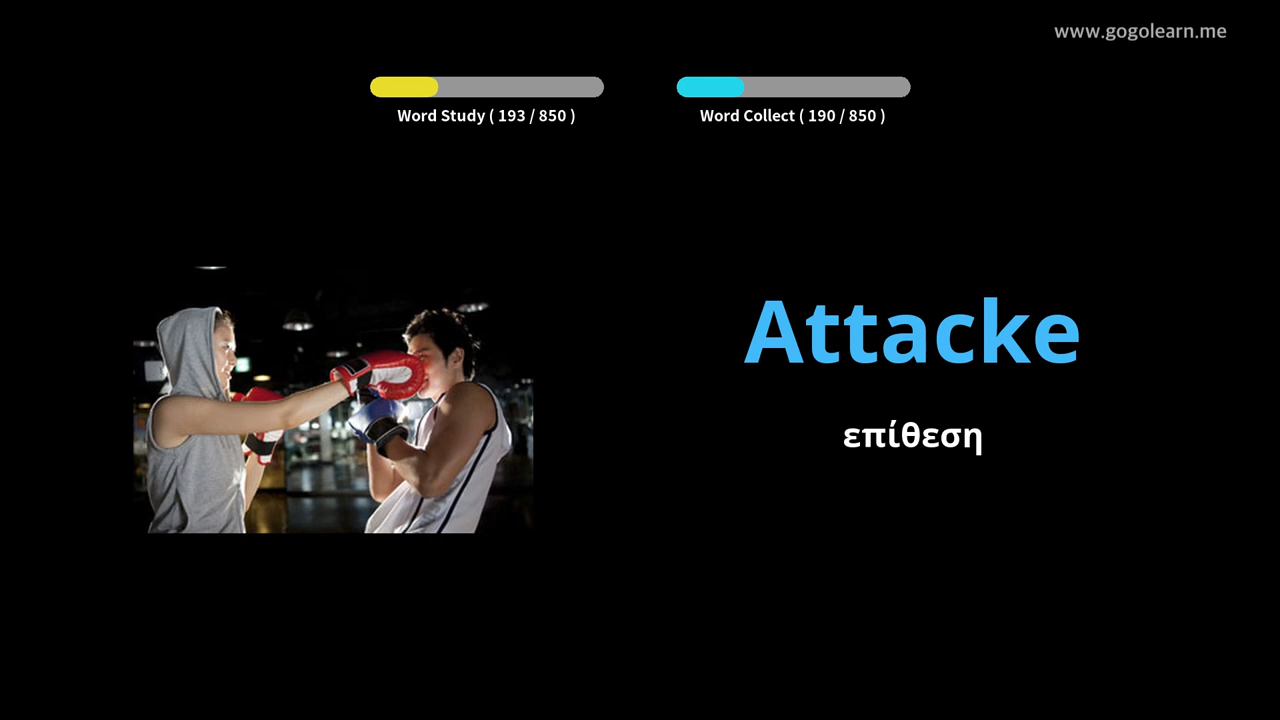 www.gogolearn.me
Word Study ( 193 / 850 )
Word Collect ( 190 / 850 )
Attacke
επίθεση